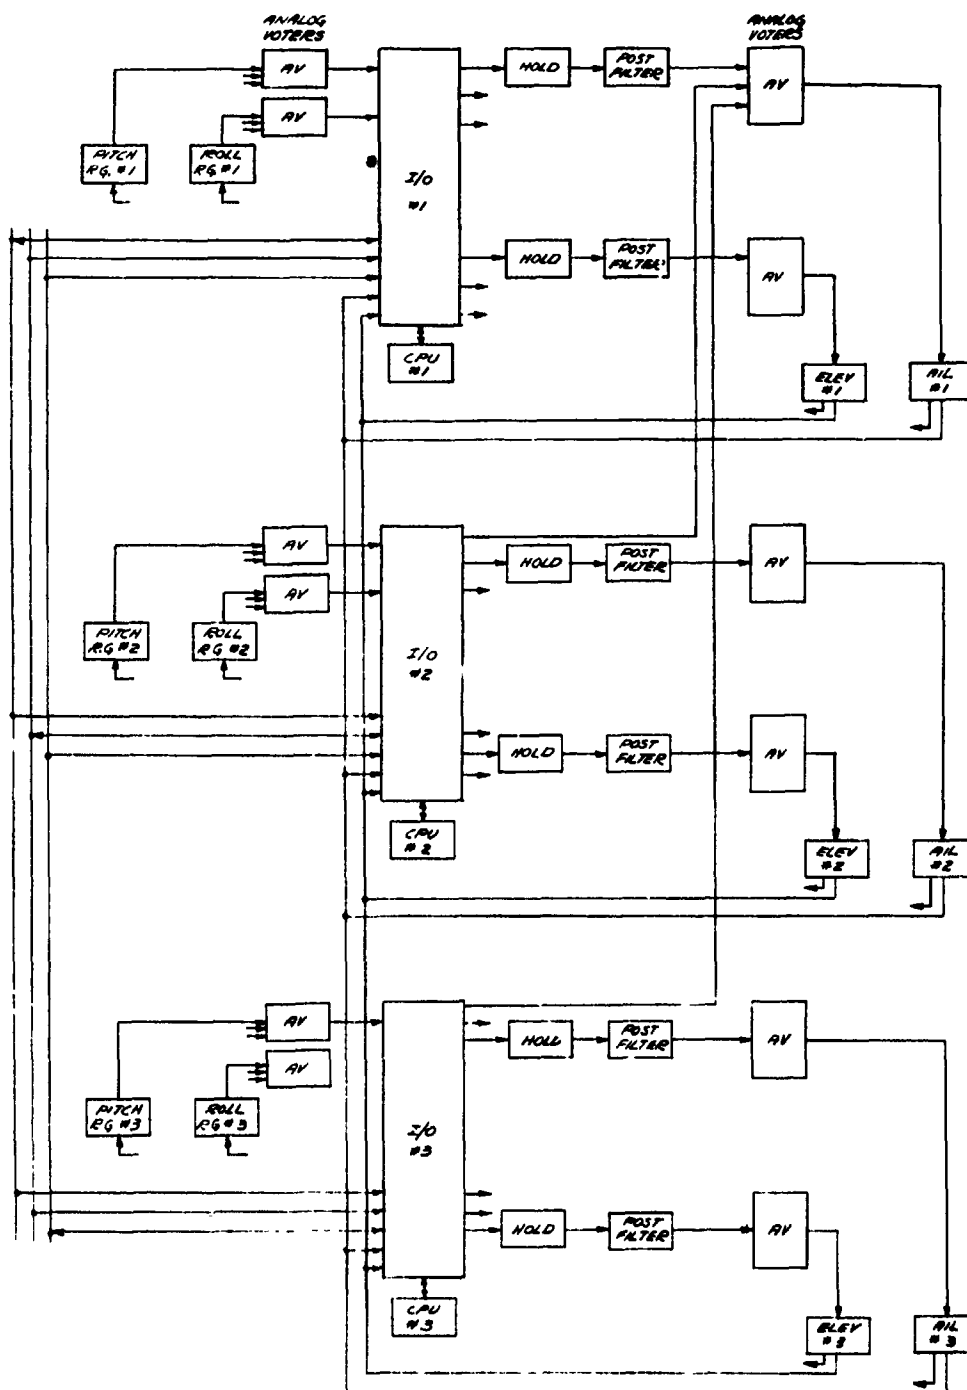 ANALOG
VOTERS
ANALOG
VOTERS
AV
HOLD
POST
FILTER
AV
AV
PITCH
RG. #1
ROLL
RG. #1
I/O
#1
HOLD
POST
FILTER
AV
CPU
#1
ELEV
#1
AIL
#1
AV
HOLD
POST
FILTER
AV
AV
PITCH
R.G #2
ROLL
R.G #2
I/O
#2
HOLD
POST
FILTER
AV
CPU
#2
ELEV
#2
AIL
#2
AV
HOLL
POST
FILTER
AV
AV
PITCH
RG #3
ROLL
RG #3
I/O
#3
HOLD
POST
FILTER
AV
CPU
#3
ELEV
#3
AIL
#3